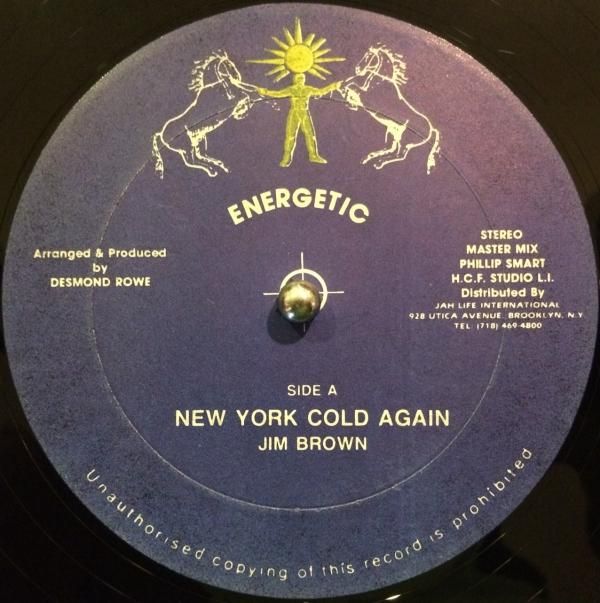 ENERGETIC
Arranged & Produced
by
DESMOND ROWE
STEREO
MASTER MIX
PHILLIP SMART
H.C.F. STUDIO L.I.
Distributed By
JAH LIFE INTERNATIONAL
928 UTICA AVENUE. BROOKLYN, N.Y.
TEL: (718) 469-4800
SIDE A
NEW YORK COLD AGAIN
JIM BROWN
Unauthorised copying of this record is prohibited